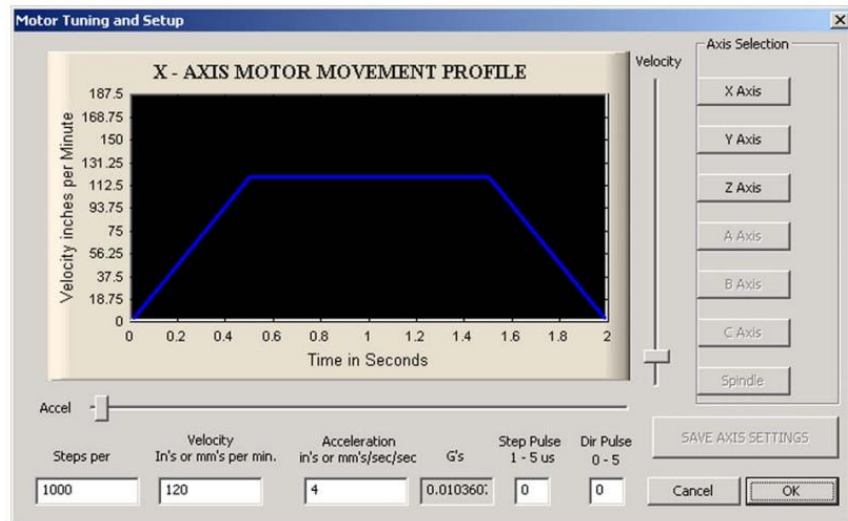 Motor Tuning and Setup
X - AXIS MOTOR MOVEMENT PROFILE
Velocity inches per Minute
187.5
168.75
150
131.25
112.5
93.75
75
56.25
37.5
18.75
0
0 0.2 0.4 0.6 0.8 1 1.2 1.4 1.6 1.8 2
Time in Seconds
Velocity
Axis Selection
X Axis
Y Axis
Z Axis
A Axis
B Axis
C Axis
Spindle
Accel
Steps per
1000
Velocity
In's or mm's per min.
120
Acceleration
in's or mm's/sec/sec
4
G's
0.010360
Step Pulse
1 - 5 us
0
Dir Pulse
0 - 5
0
SAVE AXIS SETTINGS
Cancel
OK